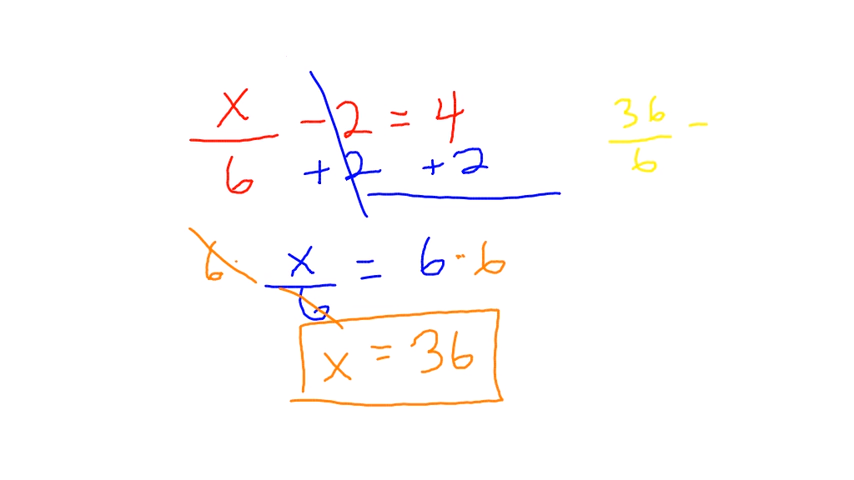 x/6 - 2 = 4
+ 2 + 2
6 · x/6 = 6 · 6
x = 36
36/6 -